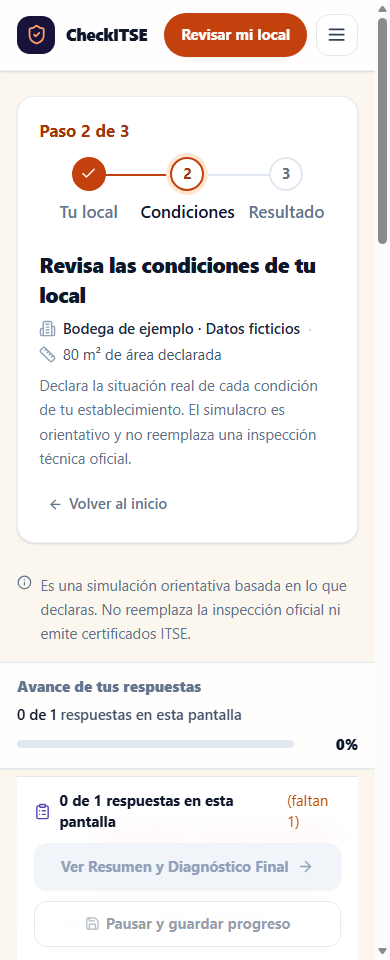 CheckITSE
Revisar mi local
Paso 2 de 3
2
3
Tu local
Condiciones
Resultado
Revisa las condiciones de tu
local
Bodega de ejemplo · Datos ficticios ·
80 m² de área declarada
Declara la situación real de cada condición
de tu establecimiento. El simulacro es
orientativo y no reemplaza una inspección
técnica oficial.
← Volver al inicio
Es una simulación orientativa basada en lo que
declaras. No reemplaza la inspección oficial ni
emite certificados ITSE.
Avance de tus respuestas
0 de 1 respuestas en esta pantalla
0%
0 de 1 respuestas en esta
pantalla
(faltan
1)
Ver Resumen y Diagnóstico Final →
Pausar y guardar progreso